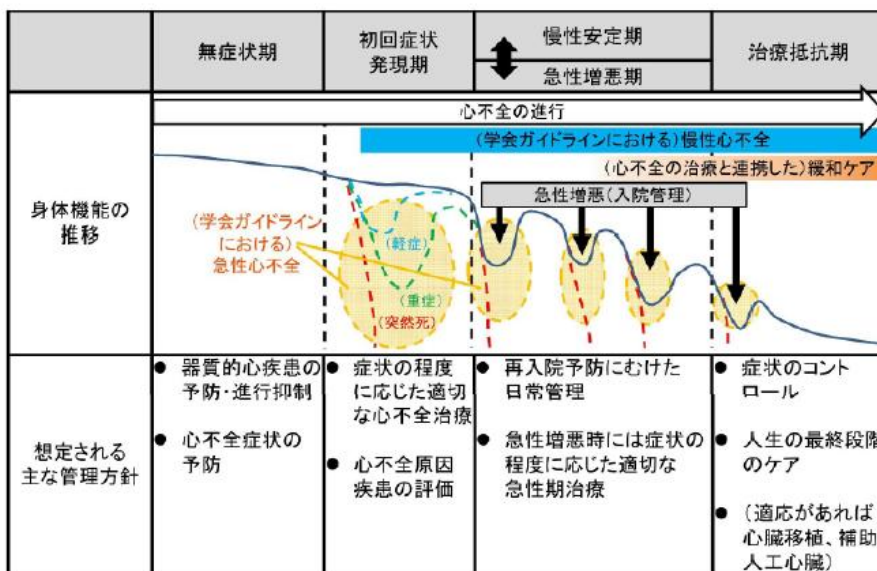 無症状期
初回症状
発現期
慢性安定期
急性増悪期
治療抵抗期
身体機能の
推移
心不全の進行
(学会ガイドラインにおける)慢性心不全
(心不全の治療と連携した)緩和ケア
急性増悪(入院管理)
(学会ガイドライン
における)
急性心不全
(軽症)
(重症)
(突然死)
想定される
主な管理方針
● 器質的心疾患の
予防・進行抑制
● 心不全症状の
予防
● 症状の程度
に応じた適切
な心不全治療
● 心不全原因
疾患の評価
● 再入院予防にむけた
日常管理
● 急性増悪時には症状の
程度に応じた適切な
急性期治療
● 症状のコント
ロール
● 人生の最終段階
のケア
● (適応があれば
心臓移植、補助
人工心臓)